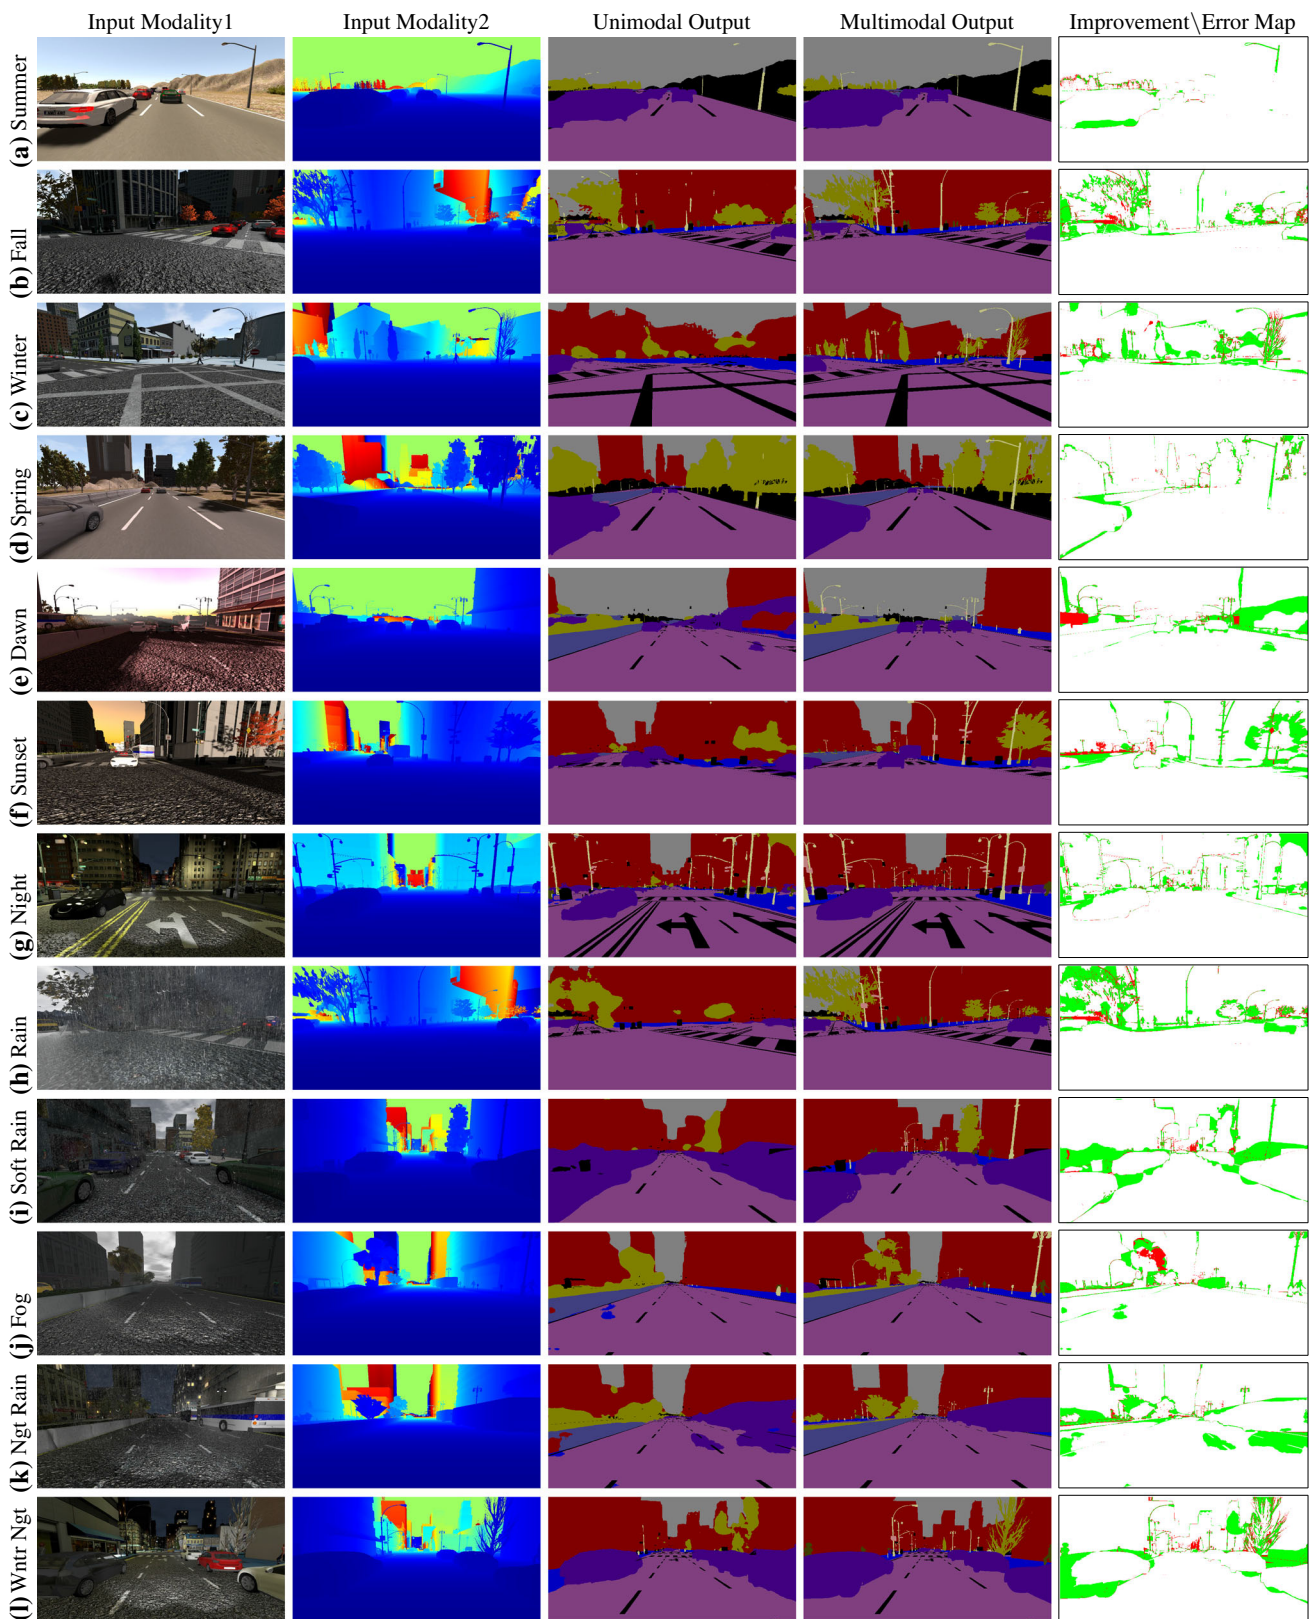 Input Modality1 Input Modality2 Unimodal Output Multimodal Output Improvement\Error Map
(a) Summer
(b) Fall
(c) Winter
(d) Spring
(e) Dawn
(f) Sunset
(g) Night
(h) Rain
(i) Soft Rain
(j) Fog
(k) Ngt Rain
(l) Wntr Ngt